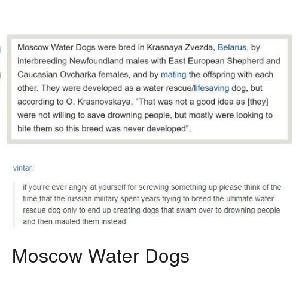 Moscow Water Dogs were bred in Krasnaya Zvezda, Belarus, by
interbreeding Newfoundland males with East European Shepherd and
Caucasian Ovcharka females, and by mating the offspring with each
other. They were developed as a water rescue/lifesaving dog, but
according to O. Krasnovskaya, "That was not a good idea as [they]
were not willing to save drowning people, but mostly were looking to
bite them so this breed was never developed".
vintar:
if you're ever angry at yourself for screwing something up please think of the
time that the russian military spent years trying to breed the ultimate water
rescue dog only to end up creating dogs that swam over to drowning people
and then mauled them instead
Moscow Water Dogs